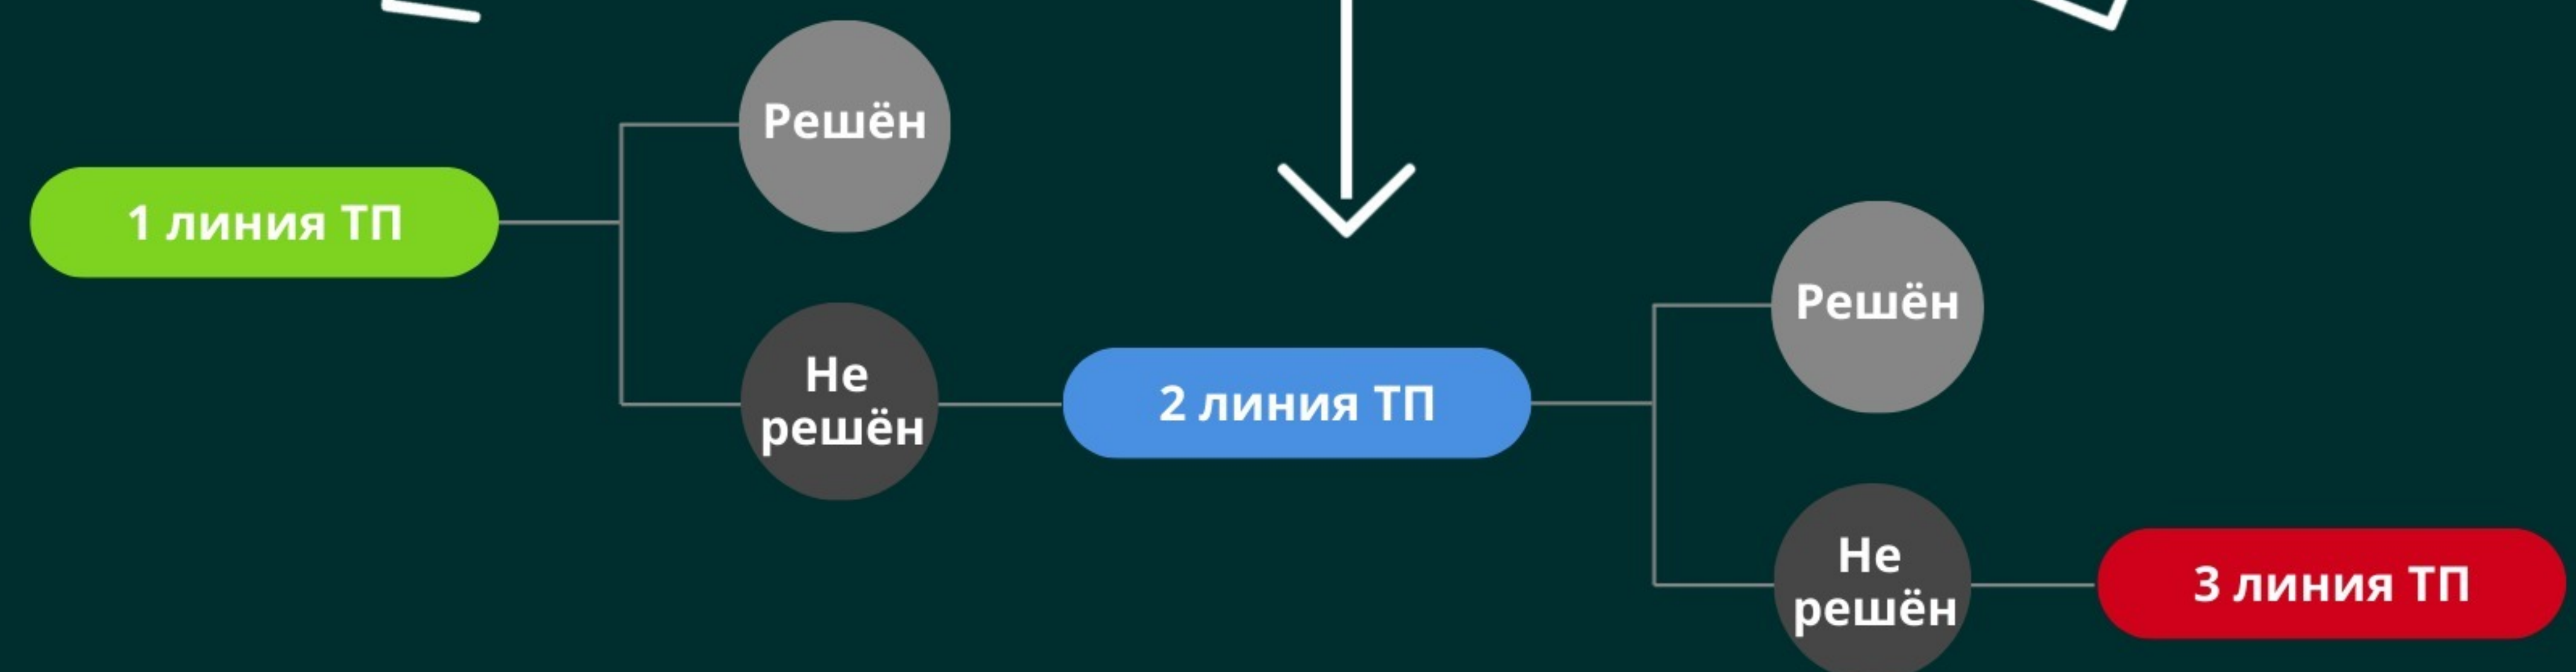 Решён
1 линия ТП
Не
решён
2 линия ТП
Решён
Не
решён
3 линия ТП